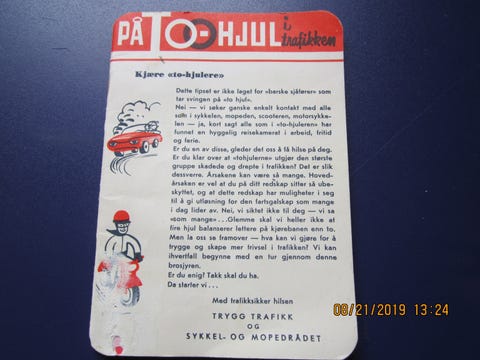 PÅ TO-HJUL i trafikken
Kjære «to-hjulere»
Dette tipset er ikke laget for «barske sjåfører» som
tar svingen på «to hjul».
Nei — vi søker ganske enkelt kontakt med alle
som i sykkelen, mopeden, scooteren, motorsykke-
len — ja, kort sagt alle som i «to-hjuleren» har
funnet en hyggelig reisekamerat i arbeid, fritid
og ferie.
Er du en av disse, gleder det oss å få hilse på deg.
Er du klar over at «tohjulerne» utgjør den største
gruppe skadede og drepte i trafikken? Det er slik
dessverre. Årsakene kan være så mange. Hoved-
årsaken er vel at du på ditt redskap sitter så ube-
skyttet, og at dette redskap har muligheter i seg
til å gi utløsning for den fartsgalskap som mange
i dag lider av. Nei, vi siktet ikke til deg — vi sa
«som mange»...Glemme skal vi heller ikke at
fire hjul balanserer lettere på kjørebanen enn to.
Men la oss se framover — hva kan vi gjøre for å
trygge og skape mer trivsel i trafikken? Vi kan
ihvertfall begynne med en tur gjennom denne
brosjyren.
Er du enig? Takk skal du ha.
Da starter vi...
Med trafikksikker hilsen
TRYGG TRAFIKK
OG
SYKKEL- OG MOPEDRÅDET
08/21/2019 13:24